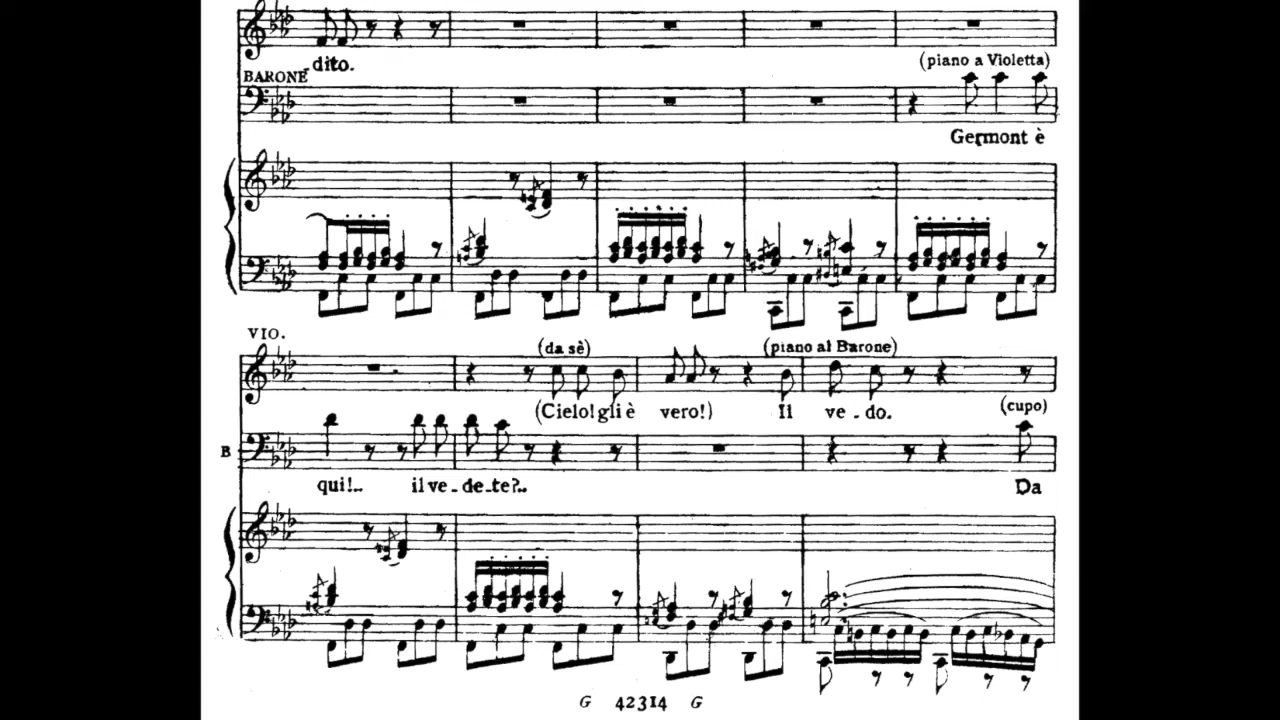 dito.
BARONE
(piano a Violetta)
Germont è
VIO.
(da sè)
(piano al Barone)
(Cielo! gli è vero!) Il ve - do.
(cupo)
B
qui!.. il ve - de - te?..
Da
G 42314 G